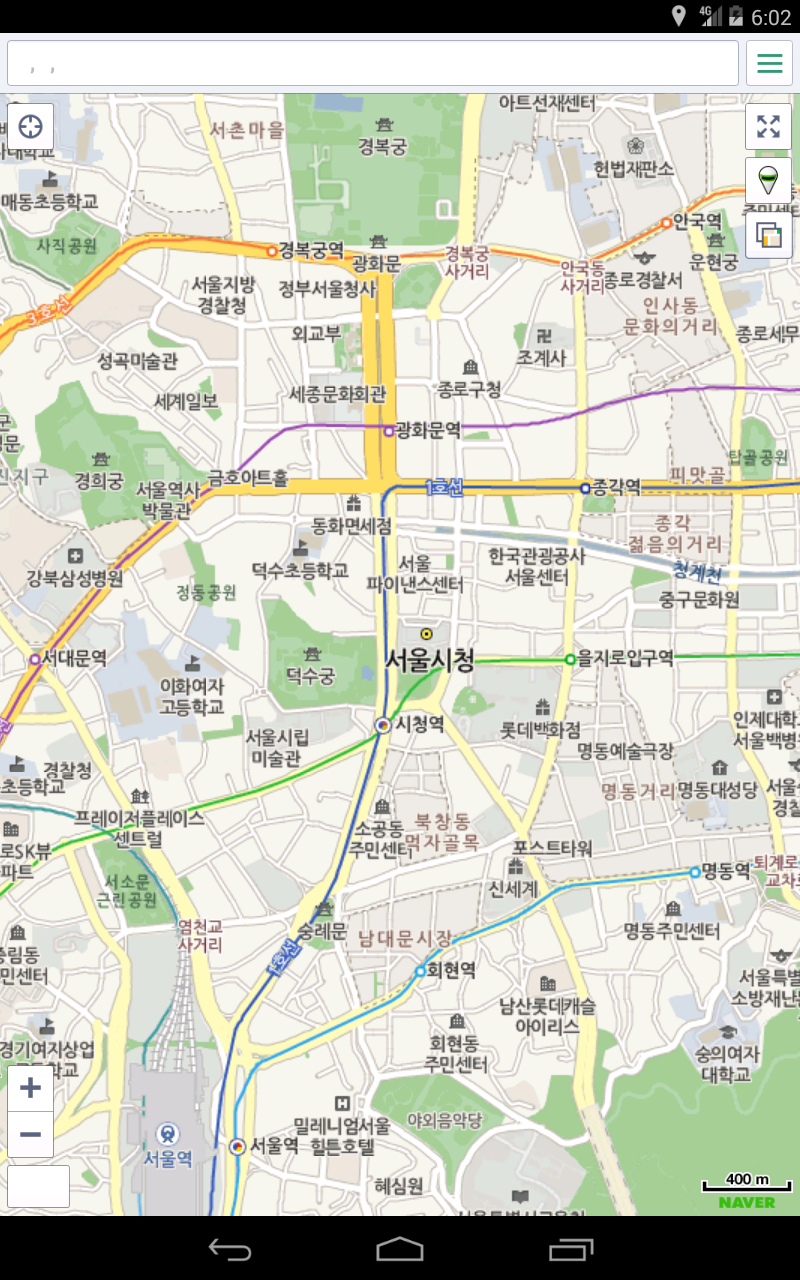 4G 6:02
, ,
아트선재센터
서촌마을
경복궁
헌법재판소
매동초등학교
안국역
사직공원
경복궁역
광화문
경복궁
사거리
안국동
사거리
운현궁
종로경찰서
서울지방
경찰청
정부서울청사
3호선
인사동
문화의거리
외교부
조계사
종로세무
성곡미술관
세계일보
세종문화회관
종로구청
광화문역
탑골공원
경희궁
금호아트홀
서울역사
박물관
1호선
종각역
피맛골
동화면세점
종각
젊음의거리
강북삼성병원
덕수초등학교
서울
파이낸스센터
한국관광공사
서울센터
청계천
정동공원
중구문화원
서대문역
서울시청
을지로입구역
덕수궁
이화여자
고등학교
시청역
롯데백화점
인제대학
서울백병
서울시립
미술관
명동예술극장
경찰청
초등학교
명동거리
명동대성당
프레이저플레이스
센트럴
소공동
주민센터
북창동
먹자골목
포스트타워
로SK뷰
파트
신세계
명동역
퇴계로
교차로
서소문
근린공원
염천교
사거리
숭례문
남대문시장
명동주민센터
중림동
민센터
1호선
회현역
서울특별
소방재난
남산롯데캐슬
아이리스
경기여자상업
고등학교
회현동
주민센터
숭의여자
대학교
야외음악당
밀레니엄서울
힐튼호텔
서울역
서울역
혜심원
400 m
NAVER